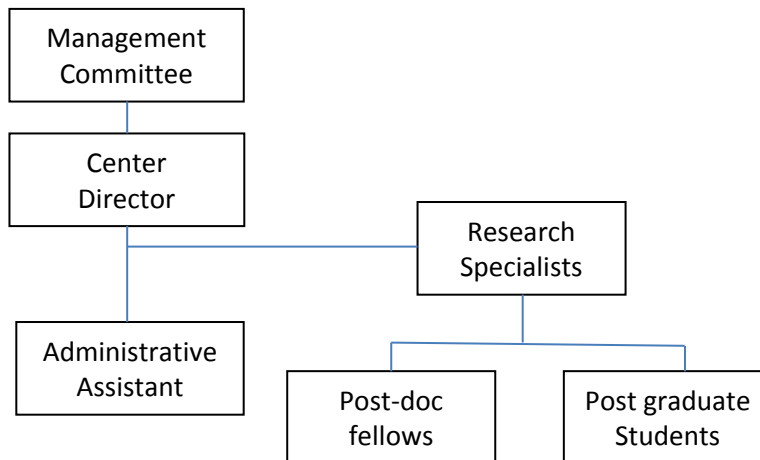 Management
Committee
Center
Director
Research
Specialists
Administrative
Assistant
Post-doc
fellows
Post graduate
Students